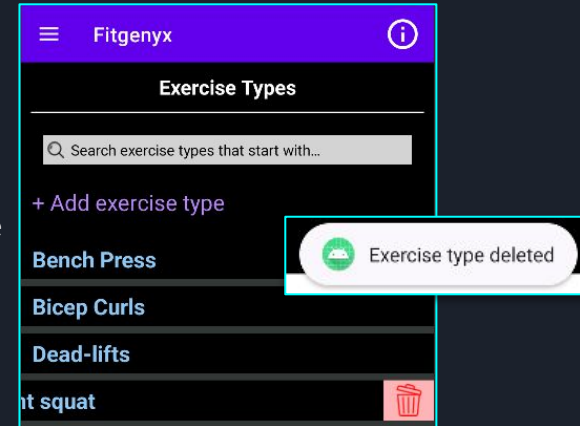 Fitgenyx
Exercise Types
Search exercise types that start with...
+ Add exercise type
Bench Press
Exercise type deleted
Bicep Curls
Dead-lifts
nt squat